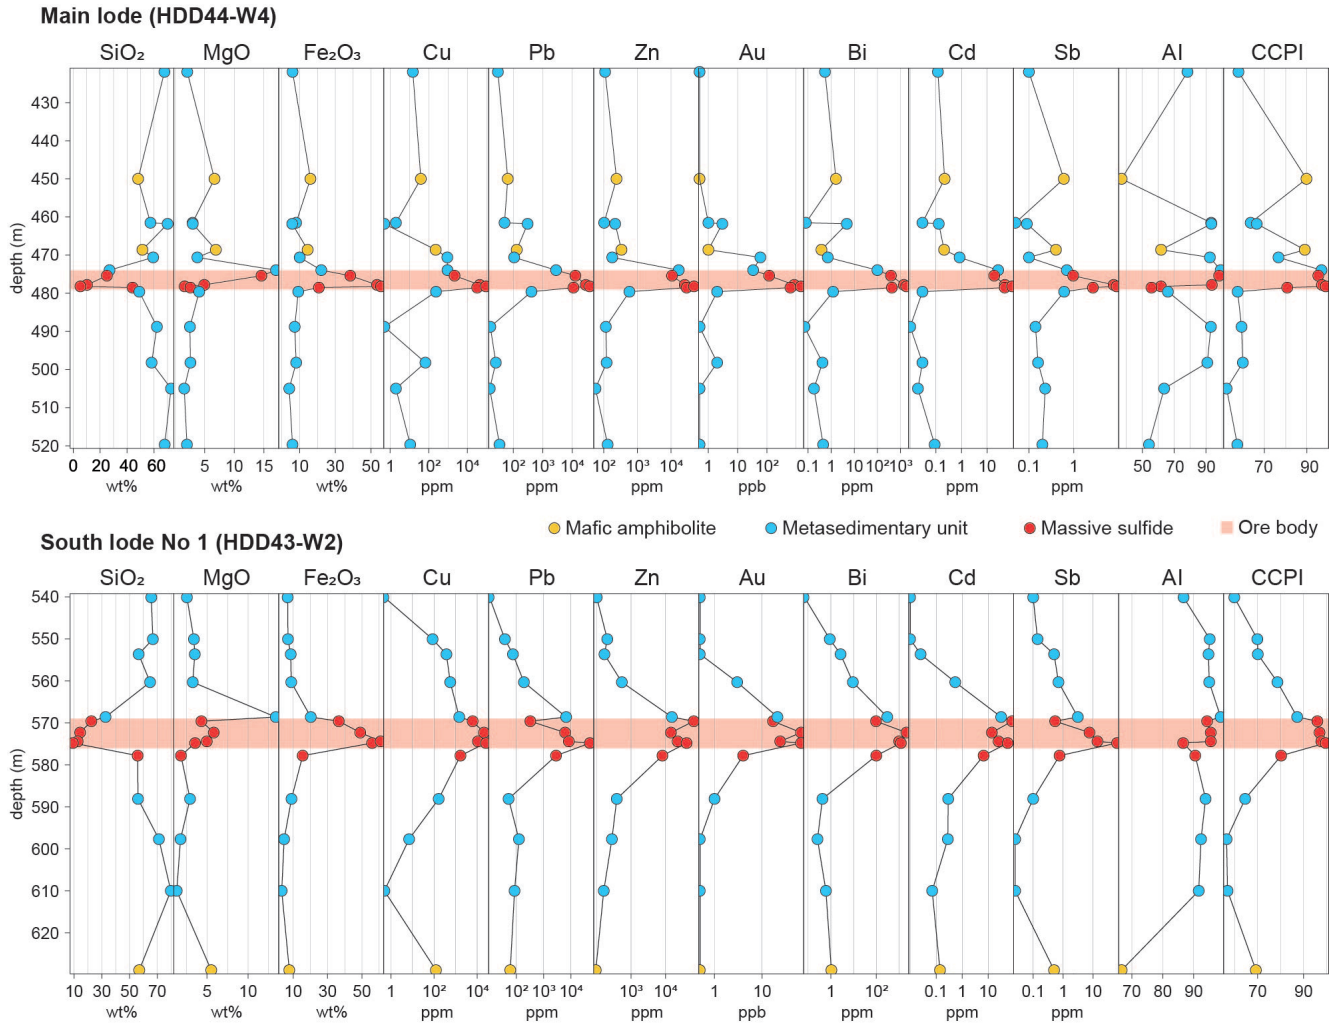 Main lode (HDD44-W4)
SiO₂ MgO Fe₂O₃ Cu Pb Zn Au Bi Cd Sb AI CCPI
430
440
450
460
470
480
490
500
510
520
depth (m)
0 20 40 60 5 10 15 10 30 50 1 10² 10⁴ 10² 10³ 10⁴ 10² 10⁴ 1 10² 0.1 1 10 10² 10³ 0.1 1 10 0.1 1 50 70 90 70 90
wt% wt% wt% ppm ppm ppm ppb ppm ppm ppm
Mafic amphibolite Metasedimentary unit Massive sulfide Ore body
South lode No 1 (HDD43-W2)
SiO₂ MgO Fe₂O₃ Cu Pb Zn Au Bi Cd Sb AI CCPI
540
550
560
570
580
590
600
610
620
depth (m)
10 30 50 70 5 10 10 30 50 1 10² 10⁴ 10² 10³ 10⁴ 10³ 10⁴ 1 10 1 10² 0.1 1 10 0.1 1 10 70 80 90 70 90
wt% wt% wt% ppm ppm ppm ppb ppm ppm ppm